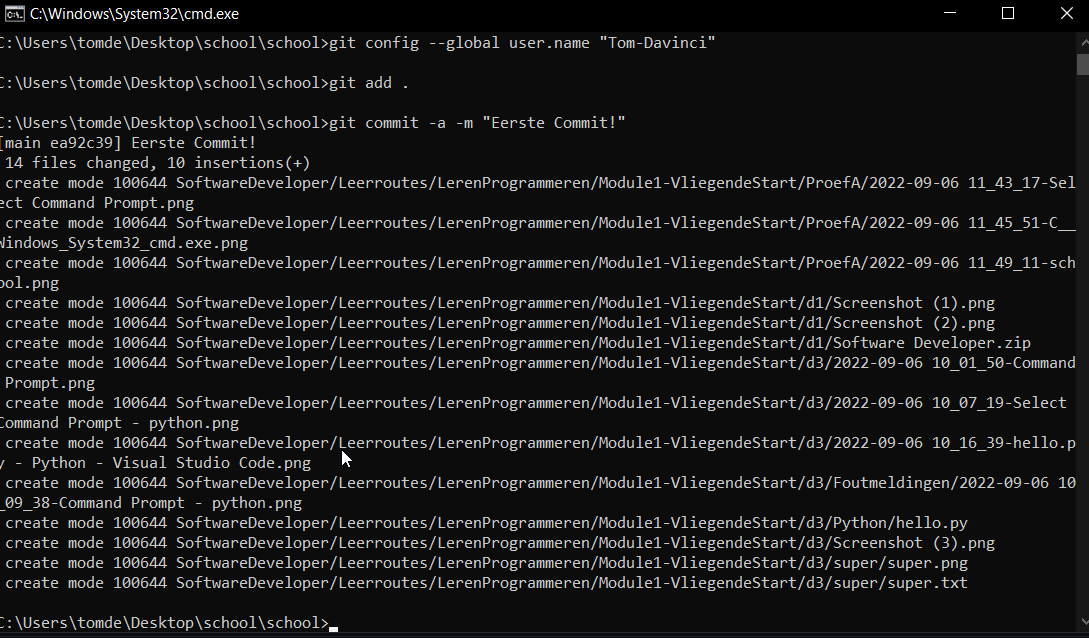 C:\Windows\System32\cmd.exe
C:\Users\tomde\Desktop\school\school>git config --global user.name "Tom-Davinci"
C:\Users\tomde\Desktop\school\school>git add .
C:\Users\tomde\Desktop\school\school>git commit -a -m "Eerste Commit!"
[main ea92c39] Eerste Commit!
14 files changed, 10 insertions(+)
create mode 100644 SoftwareDeveloper/Leerroutes/LerenProgrammeren/Module1-VliegendeStart/ProefA/2022-09-06 11_43_17-Sel
ect Command Prompt.png
create mode 100644 SoftwareDeveloper/Leerroutes/LerenProgrammeren/Module1-VliegendeStart/ProefA/2022-09-06 11_45_51-C__
Windows_System32_cmd.exe.png
create mode 100644 SoftwareDeveloper/Leerroutes/LerenProgrammeren/Module1-VliegendeStart/ProefA/2022-09-06 11_49_11-sch
ool.png
create mode 100644 SoftwareDeveloper/Leerroutes/LerenProgrammeren/Module1-VliegendeStart/d1/Screenshot (1).png
create mode 100644 SoftwareDeveloper/Leerroutes/LerenProgrammeren/Module1-VliegendeStart/d1/Screenshot (2).png
create mode 100644 SoftwareDeveloper/Leerroutes/LerenProgrammeren/Module1-VliegendeStart/d1/Software Developer.zip
create mode 100644 SoftwareDeveloper/Leerroutes/LerenProgrammeren/Module1-VliegendeStart/d3/2022-09-06 10_01_50-Command
Prompt.png
create mode 100644 SoftwareDeveloper/Leerroutes/LerenProgrammeren/Module1-VliegendeStart/d3/2022-09-06 10_07_19-Select
Command Prompt - python.png
create mode 100644 SoftwareDeveloper/Leerroutes/LerenProgrammeren/Module1-VliegendeStart/d3/2022-09-06 10_16_39-hello.p
y - Python - Visual Studio Code.png
create mode 100644 SoftwareDeveloper/Leerroutes/LerenProgrammeren/Module1-VliegendeStart/d3/Foutmeldingen/2022-09-06 10
_09_38-Command Prompt - python.png
create mode 100644 SoftwareDeveloper/Leerroutes/LerenProgrammeren/Module1-VliegendeStart/d3/Python/hello.py
create mode 100644 SoftwareDeveloper/Leerroutes/LerenProgrammeren/Module1-VliegendeStart/d3/Screenshot (3).png
create mode 100644 SoftwareDeveloper/Leerroutes/LerenProgrammeren/Module1-VliegendeStart/d3/super/super.png
create mode 100644 SoftwareDeveloper/Leerroutes/LerenProgrammeren/Module1-VliegendeStart/d3/super/super.txt
C:\Users\tomde\Desktop\school\school>